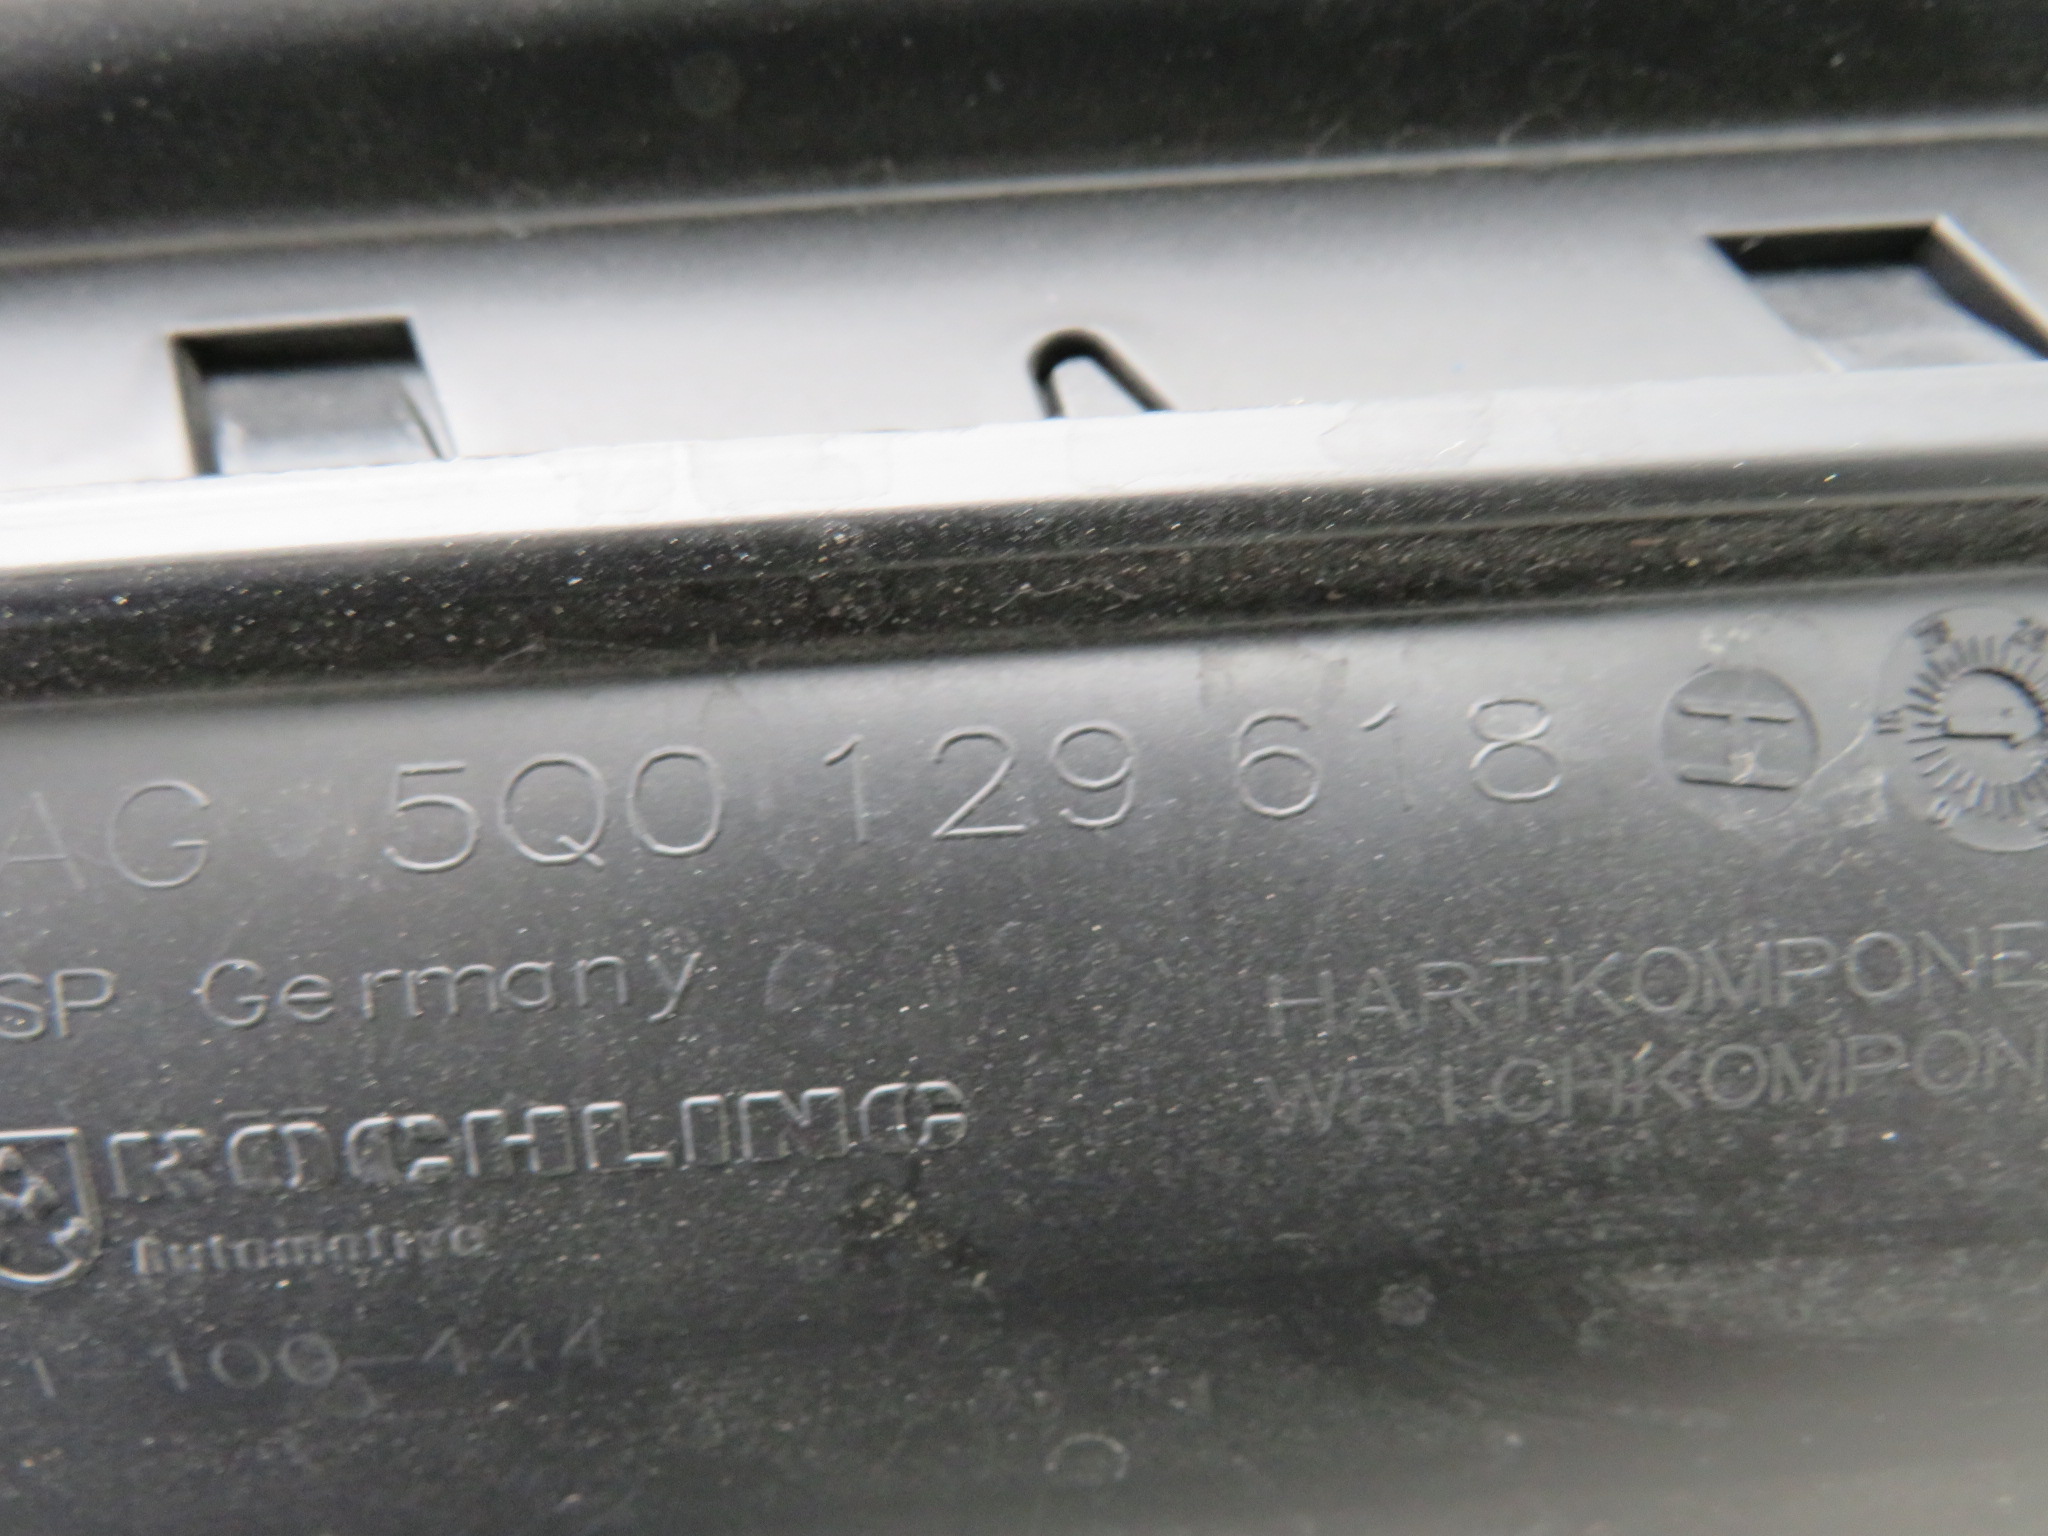 AG 5Q0 129 618 H
SP Germany
HARTKOMPONE
WEICHKOMPON
RÖCHLING
Automotive
1 100-444